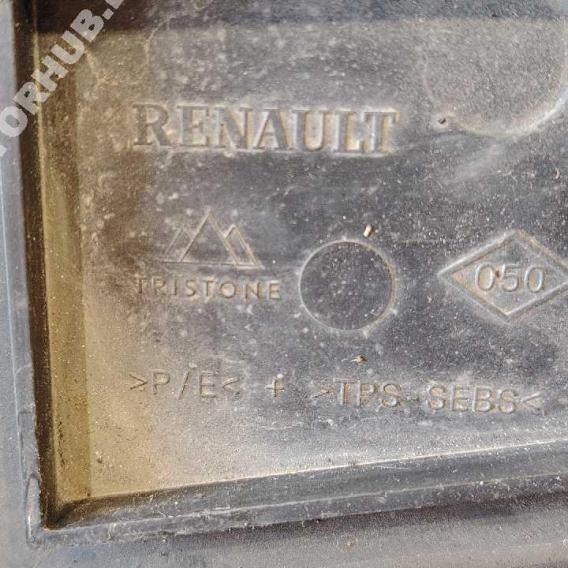 RENAULT
TRISTONE
050
>P/E< + >TPS-SEBS<